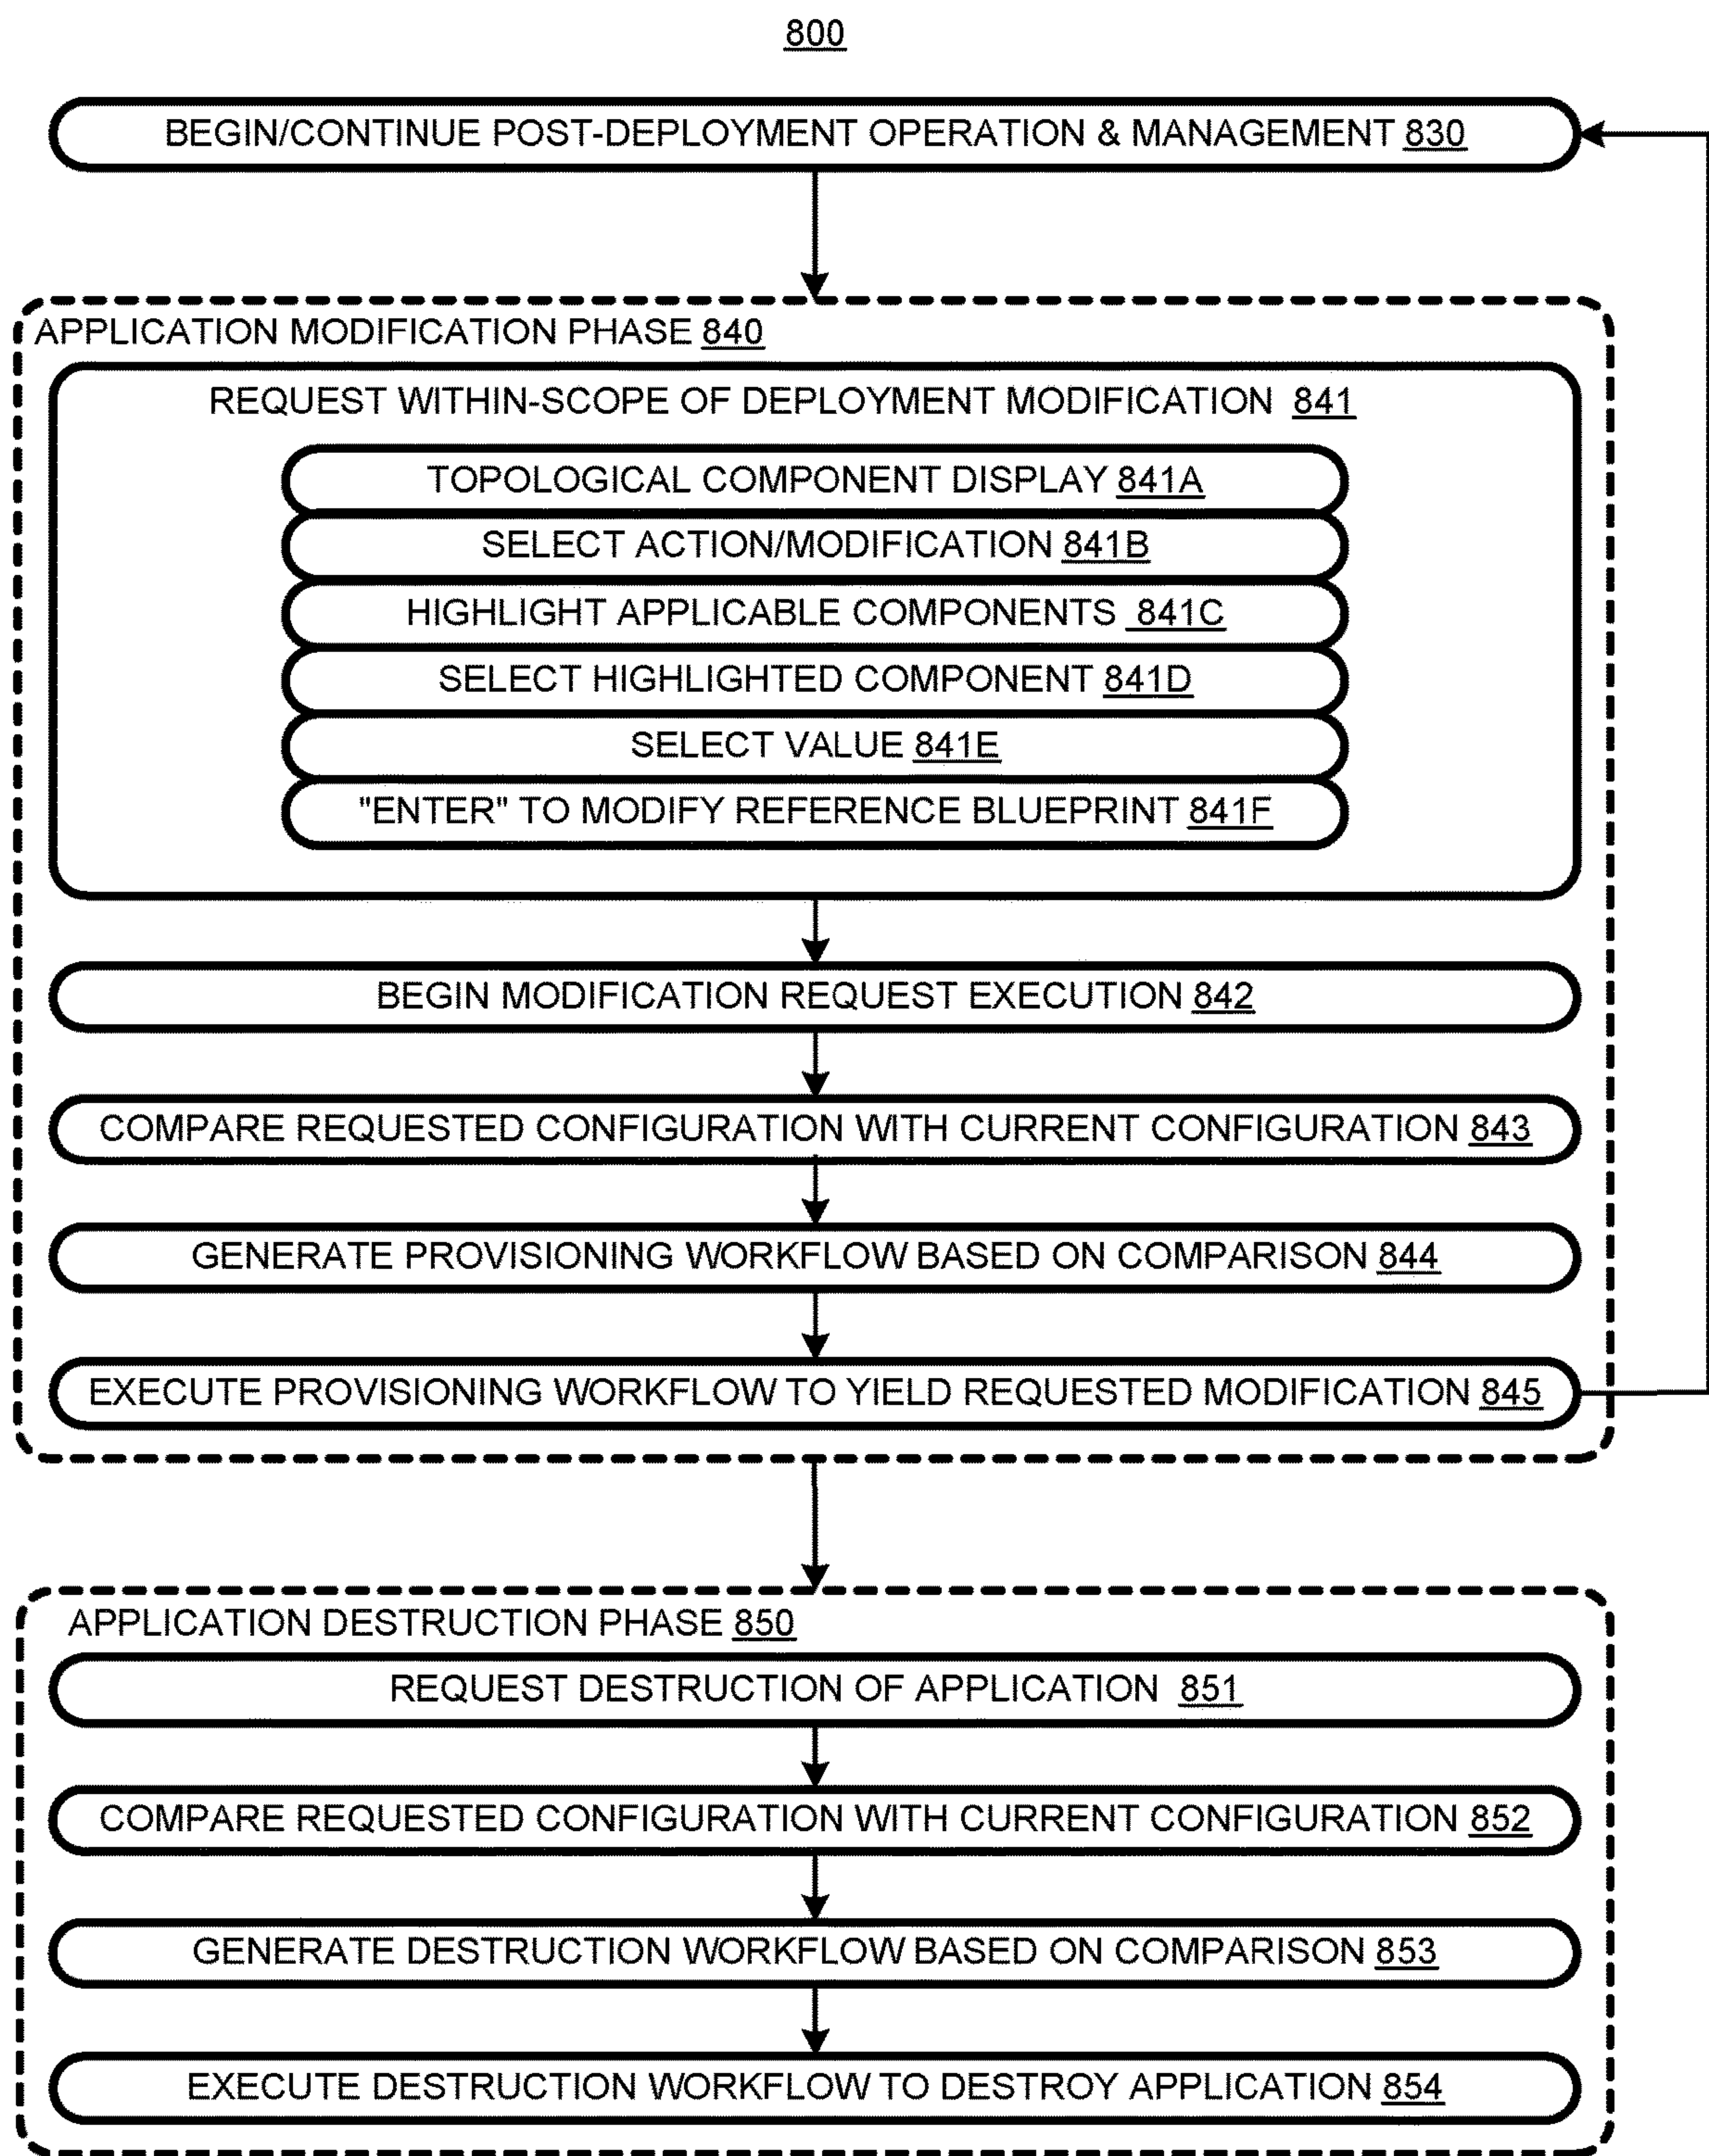 800
BEGIN/CONTINUE POST-DEPLOYMENT OPERATION & MANAGEMENT 830
APPLICATION MODIFICATION PHASE 840
REQUEST WITHIN-SCOPE OF DEPLOYMENT MODIFICATION 841
TOPOLOGICAL COMPONENT DISPLAY 841A
SELECT ACTION/MODIFICATION 841B
HIGHLIGHT APPLICABLE COMPONENTS 841C
SELECT HIGHLIGHTED COMPONENT 841D
SELECT VALUE 841E
"ENTER" TO MODIFY REFERENCE BLUEPRINT 841F
BEGIN MODIFICATION REQUEST EXECUTION 842
COMPARE REQUESTED CONFIGURATION WITH CURRENT CONFIGURATION 843
GENERATE PROVISIONING WORKFLOW BASED ON COMPARISON 844
EXECUTE PROVISIONING WORKFLOW TO YIELD REQUESTED MODIFICATION 845
APPLICATION DESTRUCTION PHASE 850
REQUEST DESTRUCTION OF APPLICATION 851
COMPARE REQUESTED CONFIGURATION WITH CURRENT CONFIGURATION 852
GENERATE DESTRUCTION WORKFLOW BASED ON COMPARISON 853
EXECUTE DESTRUCTION WORKFLOW TO DESTROY APPLICATION 854